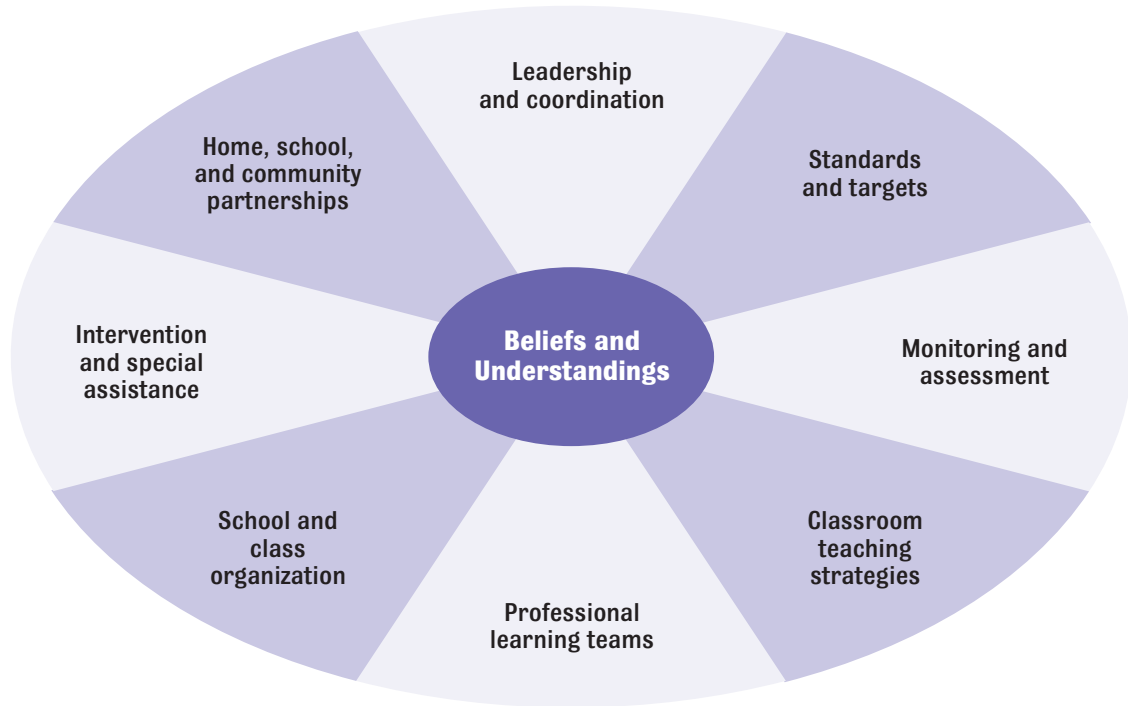 Leadership
and coordination
Standards
and targets
Monitoring and
assessment
Classroom
teaching
strategies
Professional
learning teams
School and
class
organization
Intervention
and special
assistance
Home, school,
and community
partnerships
Beliefs and
Understandings